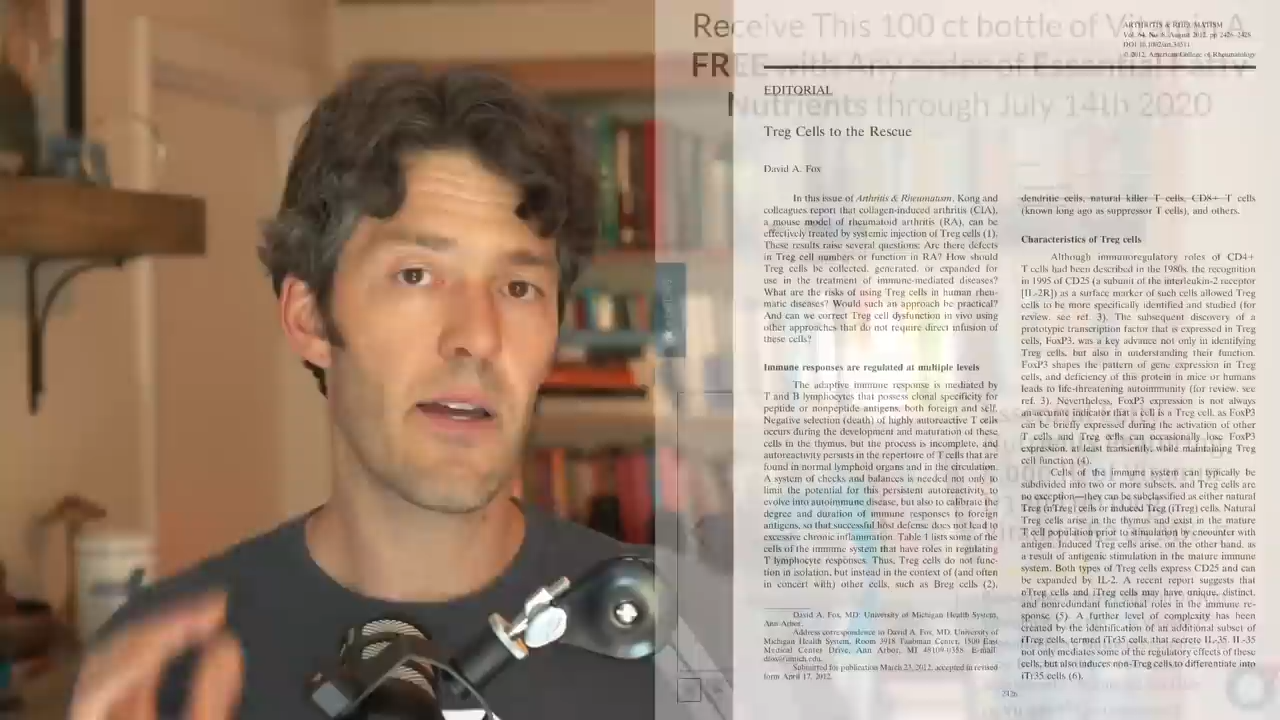 Receive This 100 ct bottle of Vitamin A
FREE with Any order of Essential
Nutrients through July 14th 2020
ARTHRITIS & RHEUMATISM
Vol. 64, No. 8, August 2012, pp 2426–2428
© 2012, American College of Rheumatology
EDITORIAL
Treg Cells to the Rescue
David A. Fox
In this issue of Arthritis & Rheumatism, Kong and
colleagues report that collagen-induced arthritis (CIA),
a mouse model of rheumatoid arthritis (RA), can be
effectively treated by systemic injection of Treg cells (1).
These results raise several questions: Are there defects
in Treg cell numbers or function in RA? How should
Treg cells be collected, generated, or expanded for
use in the treatment of immune-mediated diseases?
What are the risks of using Treg cells in human rheu-
matic diseases? Would such an approach be practical?
And can we correct Treg cell dysfunction in vivo using
other approaches that do not require direct infusion of
these cells?
Immune responses are regulated at multiple levels
The adaptive immune response is mediated by
T and B lymphocytes that possess clonal specificity for
peptide or nonpeptide antigens, both foreign and self.
Negative selection (death) of highly autoreactive T cells
occurs during the development and maturation of these
cells in the thymus, but the process is incomplete, and
autoreactivity persists in the repertoire of T cells that are
found in normal lymphoid organs and in the circulation.
A system of checks and balances is needed not only to
limit the potential for this persistent autoreactivity to
evolve into autoimmune disease, but also to calibrate the
degree and duration of immune responses to foreign
antigens, so that successful host defense does not lead to
excessive chronic inflammation. Table 1 lists some of the
cells of the immune system that have roles in regulating
T lymphocyte responses. Thus, Treg cells do not func-
tion in isolation, but instead in the context of (and often
in concert with) other cells, such as Breg cells (2),
David A. Fox, MD: University of Michigan Health System,
Ann Arbor.
Address correspondence to David A. Fox, MD, University of
Michigan Health System, Room 3918 Taubman Center, 1500 East
Medical Center Drive, Ann Arbor, MI 48109-0358. E-mail:
dfox@umich.edu.
Submitted for publication March 23, 2012; accepted in revised
form April 17, 2012.
dendritic cells, natural killer T cells, CD8+ T cells
(known long ago as suppressor T cells), and others.
Characteristics of Treg cells
Although immunoregulatory roles of CD4+
T cells had been described in the 1980s, the recognition
in 1995 of CD25 (a subunit of the interleukin-2 receptor
[IL-2R]) as a surface marker of such cells allowed Treg
cells to be more specifically identified and studied (for
review, see ref. 3). The subsequent discovery of a
prototypic transcription factor that is expressed in Treg
cells, FoxP3, was a key advance not only in identifying
Treg cells, but also in understanding their function.
FoxP3 shapes the pattern of gene expression in Treg
cells, and deficiency of this protein in mice or humans
leads to life-threatening autoimmunity (for review, see
ref. 3). Nevertheless, FoxP3 expression is not always
an accurate indicator that a cell is a Treg cell, as FoxP3
can be briefly expressed during the activation of other
T cells and Treg cells can occasionally lose FoxP3
expression, at least transiently, while maintaining Treg
cell function (4).
Cells of the immune system can typically be
subdivided into two or more subsets, and Treg cells are
no exception—they can be subclassified as either natural
Treg (nTreg) cells or induced Treg (iTreg) cells. Natural
Treg cells arise in the thymus and exist in the mature
T cell population prior to stimulation by encounter with
antigen. Induced Treg cells arise, on the other hand, as
a result of antigenic stimulation in the mature immune
system. Both types of Treg cells express CD25 and can
be expanded by IL-2. A recent report suggests that
nTreg cells and iTreg cells may have unique, distinct,
and nonredundant functional roles in the immune re-
sponse (5). A further level of complexity has been
created by the identification of an additional subset of
iTreg cells, termed iTr35 cells, that secrete IL-35. IL-35
not only mediates some of the regulatory effects of these
cells, but also induces non-Treg cells to differentiate into
iTr35 cells (6).
2426